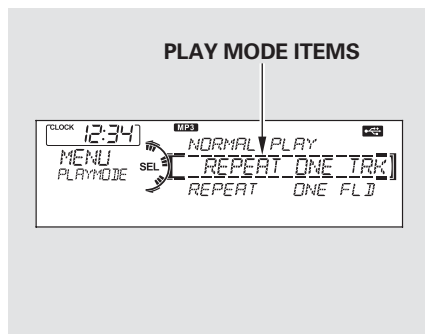 PLAY MODE ITEMS
CLOCK 12:34
MP3
NORMAL PLAY
MENU
PLAYMODE
SEL
REPEAT ONE TRK
REPEAT ONE FLD